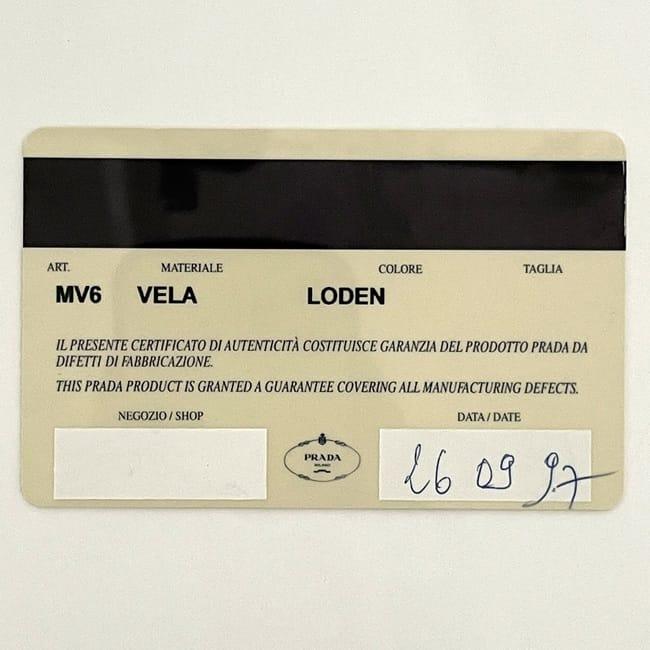 ART. MATERIALE COLORE TAGLIA
MV6 VELA LODEN
IL PRESENTE CERTIFICATO DI AUTENTICITÀ COSTITUISCE GARANZIA DEL PRODOTTO PRADA DA
DIFETTI DI FABBRICAZIONE.
THIS PRADA PRODUCT IS GRANTED A GUARANTEE COVERING ALL MANUFACTURING DEFECTS.
NEGOZIO / SHOP DATA / DATE
PRADA
MILANO
26 09 97